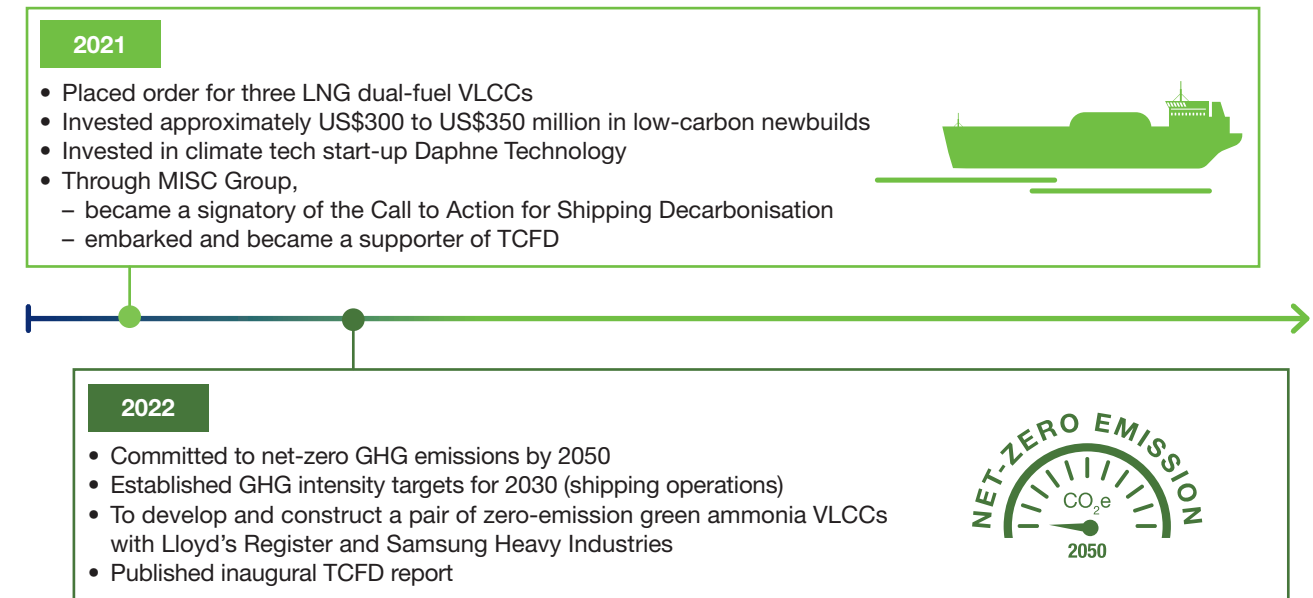 2021
• Placed order for three LNG dual-fuel VLCCs
• Invested approximately US$300 to US$350 million in low-carbon newbuilds
• Invested in climate tech start-up Daphne Technology
• Through MISC Group,
– became a signatory of the Call to Action for Shipping Decarbonisation
– embarked and became a supporter of TCFD
2022
• Committed to net-zero GHG emissions by 2050
• Established GHG intensity targets for 2030 (shipping operations)
• To develop and construct a pair of zero-emission green ammonia VLCCs
with Lloyd’s Register and Samsung Heavy Industries
• Published inaugural TCFD report
NET-ZERO EMISSION
CO₂e
2050